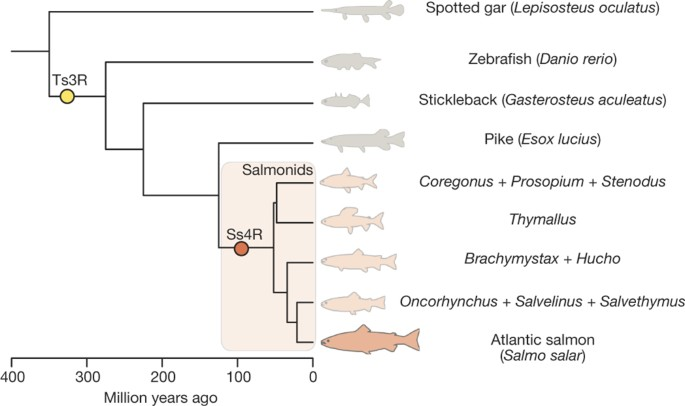 Spotted gar (Lepisosteus oculatus)
Zebrafish (Danio rerio)
Ts3R
Stickleback (Gasterosteus aculeatus)
Pike (Esox lucius)
Salmonids
Coregonus + Prosopium + Stenodus
Thymallus
Ss4R
Brachymystax + Hucho
Oncorhynchus + Salvelinus + Salvethymus
Atlantic salmon
(Salmo salar)
400 300 200 100 0
Million years ago